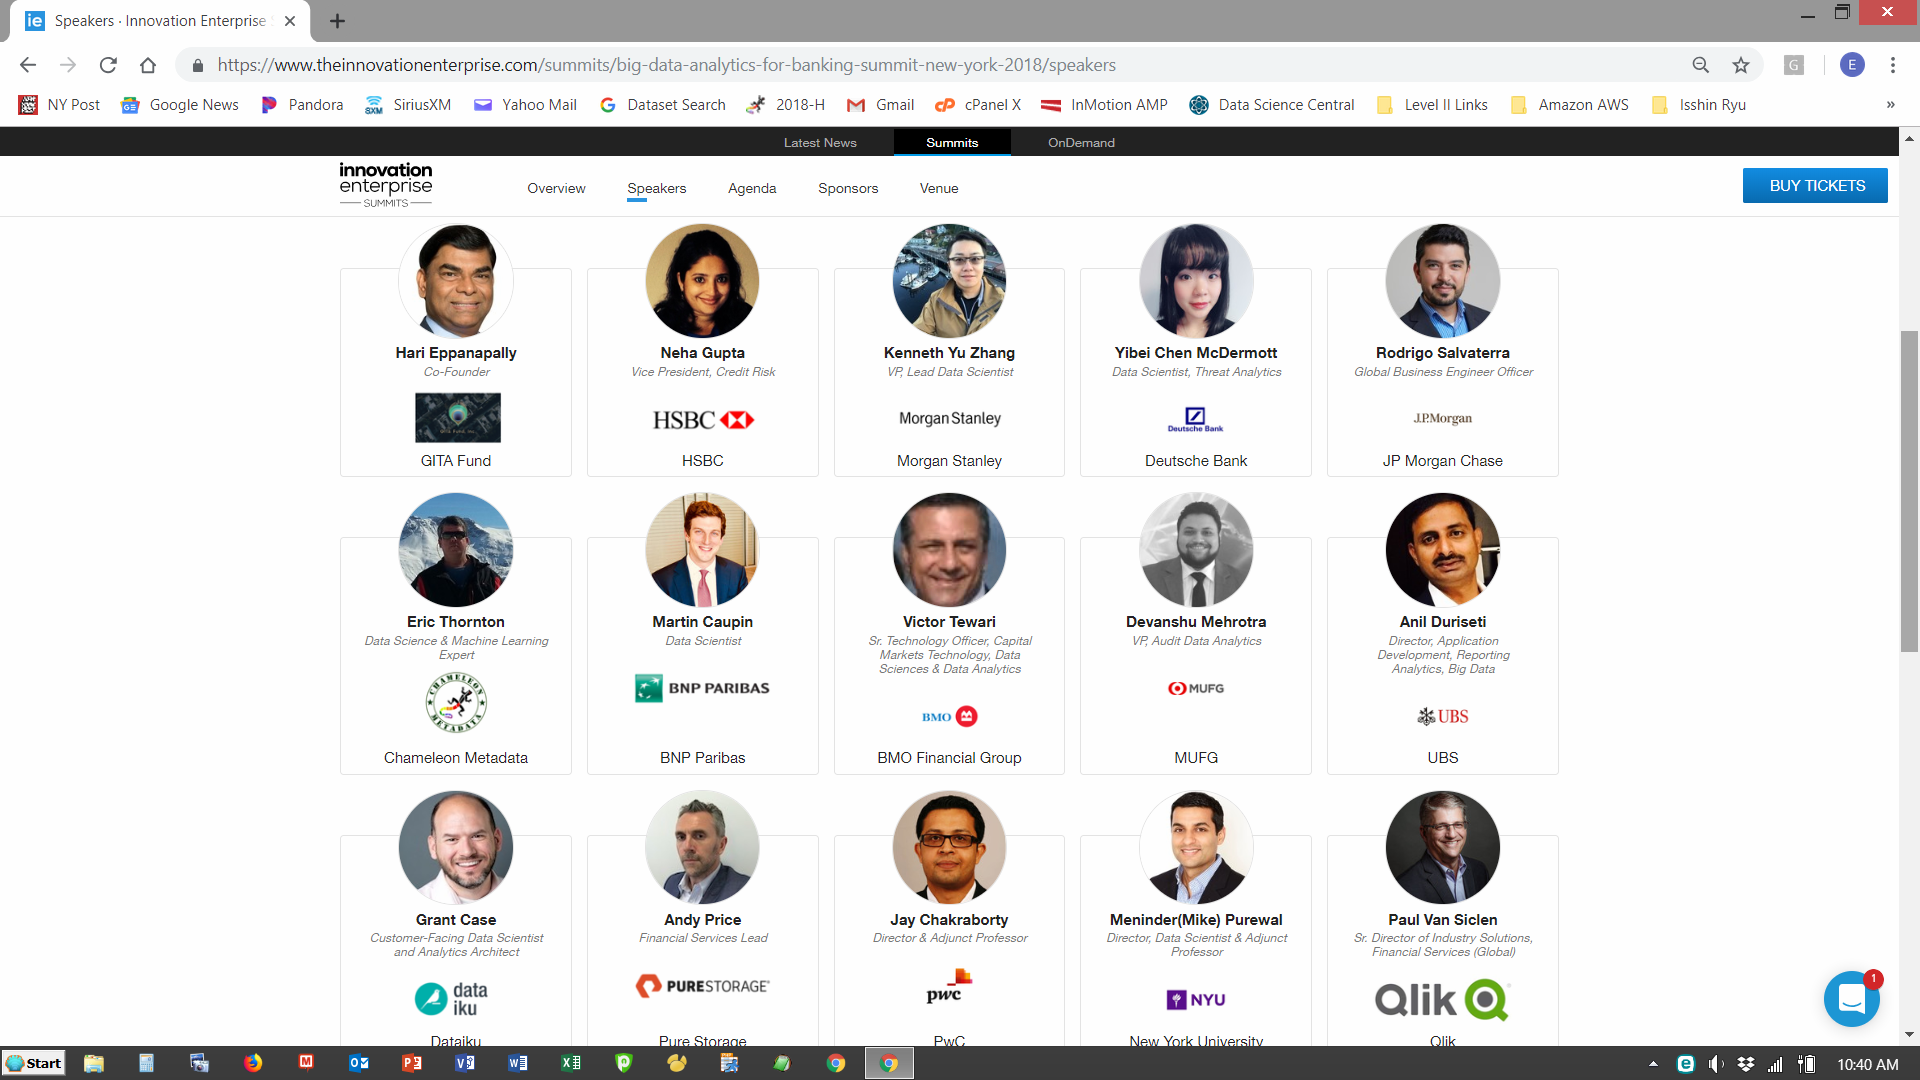 Speakers · Innovation Enterprise
https://www.theinnovationenterprise.com/summits/big-data-analytics-for-banking-summit-new-york-2018/speakers
G
E
NY Post
Google News
Pandora
SiriusXM
Yahoo Mail
Dataset Search
2018-H
Gmail
cPanel X
InMotion AMP
Data Science Central
Level II Links
Amazon AWS
Isshin Ryu
»
Latest News
Summits
OnDemand
innovation
enterprise
SUMMITS
Overview
Speakers
Agenda
Sponsors
Venue
BUY TICKETS
Hari Eppanapally
Co-Founder
GITA Fund
Neha Gupta
Vice President, Credit Risk
HSBC
HSBC
Kenneth Yu Zhang
VP, Lead Data Scientist
Morgan Stanley
Morgan Stanley
Yibei Chen McDermott
Data Scientist, Threat Analytics
Deutsche Bank
Deutsche Bank
Rodrigo Salvaterra
Global Business Engineer Officer
J.P.Morgan
JP Morgan Chase
Eric Thornton
Data Science & Machine Learning
Expert
CHAMELEON
METADATA
Chameleon Metadata
Martin Caupin
Data Scientist
BNP PARIBAS
BNP Paribas
Victor Tewari
Sr. Technology Officer, Capital
Markets Technology, Data
Sciences & Data Analytics
BMO
BMO Financial Group
Devanshu Mehrotra
VP, Audit Data Analytics
MUFG
MUFG
Anil Duriseti
Director, Application
Development, Reporting
Analytics, Big Data
UBS
UBS
Grant Case
Customer-Facing Data Scientist
and Analytics Architect
data
iku
Dataiku
Andy Price
Financial Services Lead
PURESTORAGE
Pure Storage
Jay Chakraborty
Director & Adjunct Professor
pwc
PwC
Meninder(Mike) Purewal
Director, Data Scientist & Adjunct
Professor
NYU
New York University
Paul Van Siclen
Sr. Director of Industry Solutions,
Financial Services (Global)
Qlik
Qlik
1
Start
10:40 AM